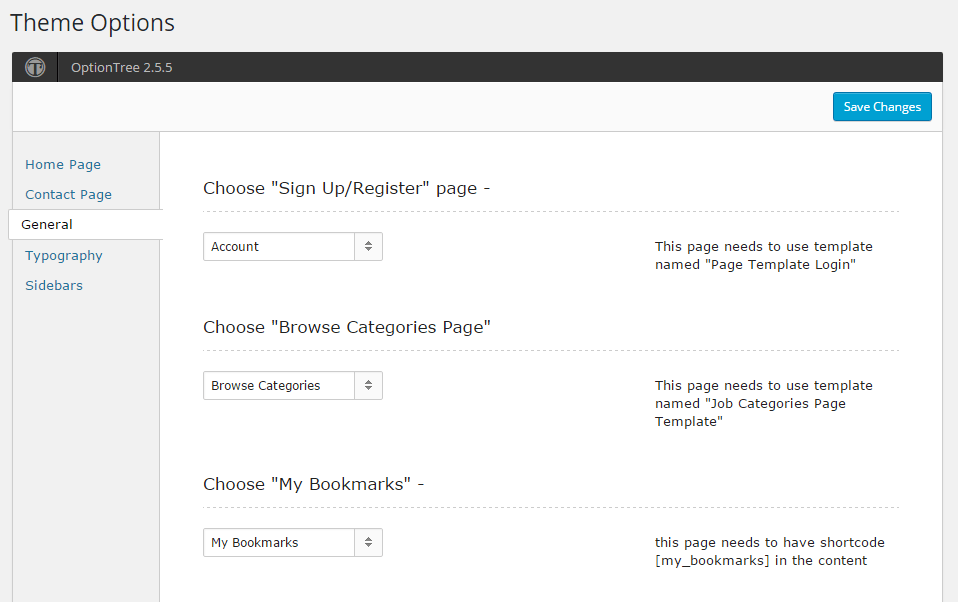 Theme Options
OptionTree 2.5.5
Save Changes
Home Page
Contact Page
General
Typography
Sidebars
Choose "Sign Up/Register" page -
Account
This page needs to use template
named "Page Template Login"
Choose "Browse Categories Page"
Browse Categories
This page needs to use template
named "Job Categories Page
Template"
Choose "My Bookmarks" -
My Bookmarks
this page needs to have shortcode
[my_bookmarks] in the content